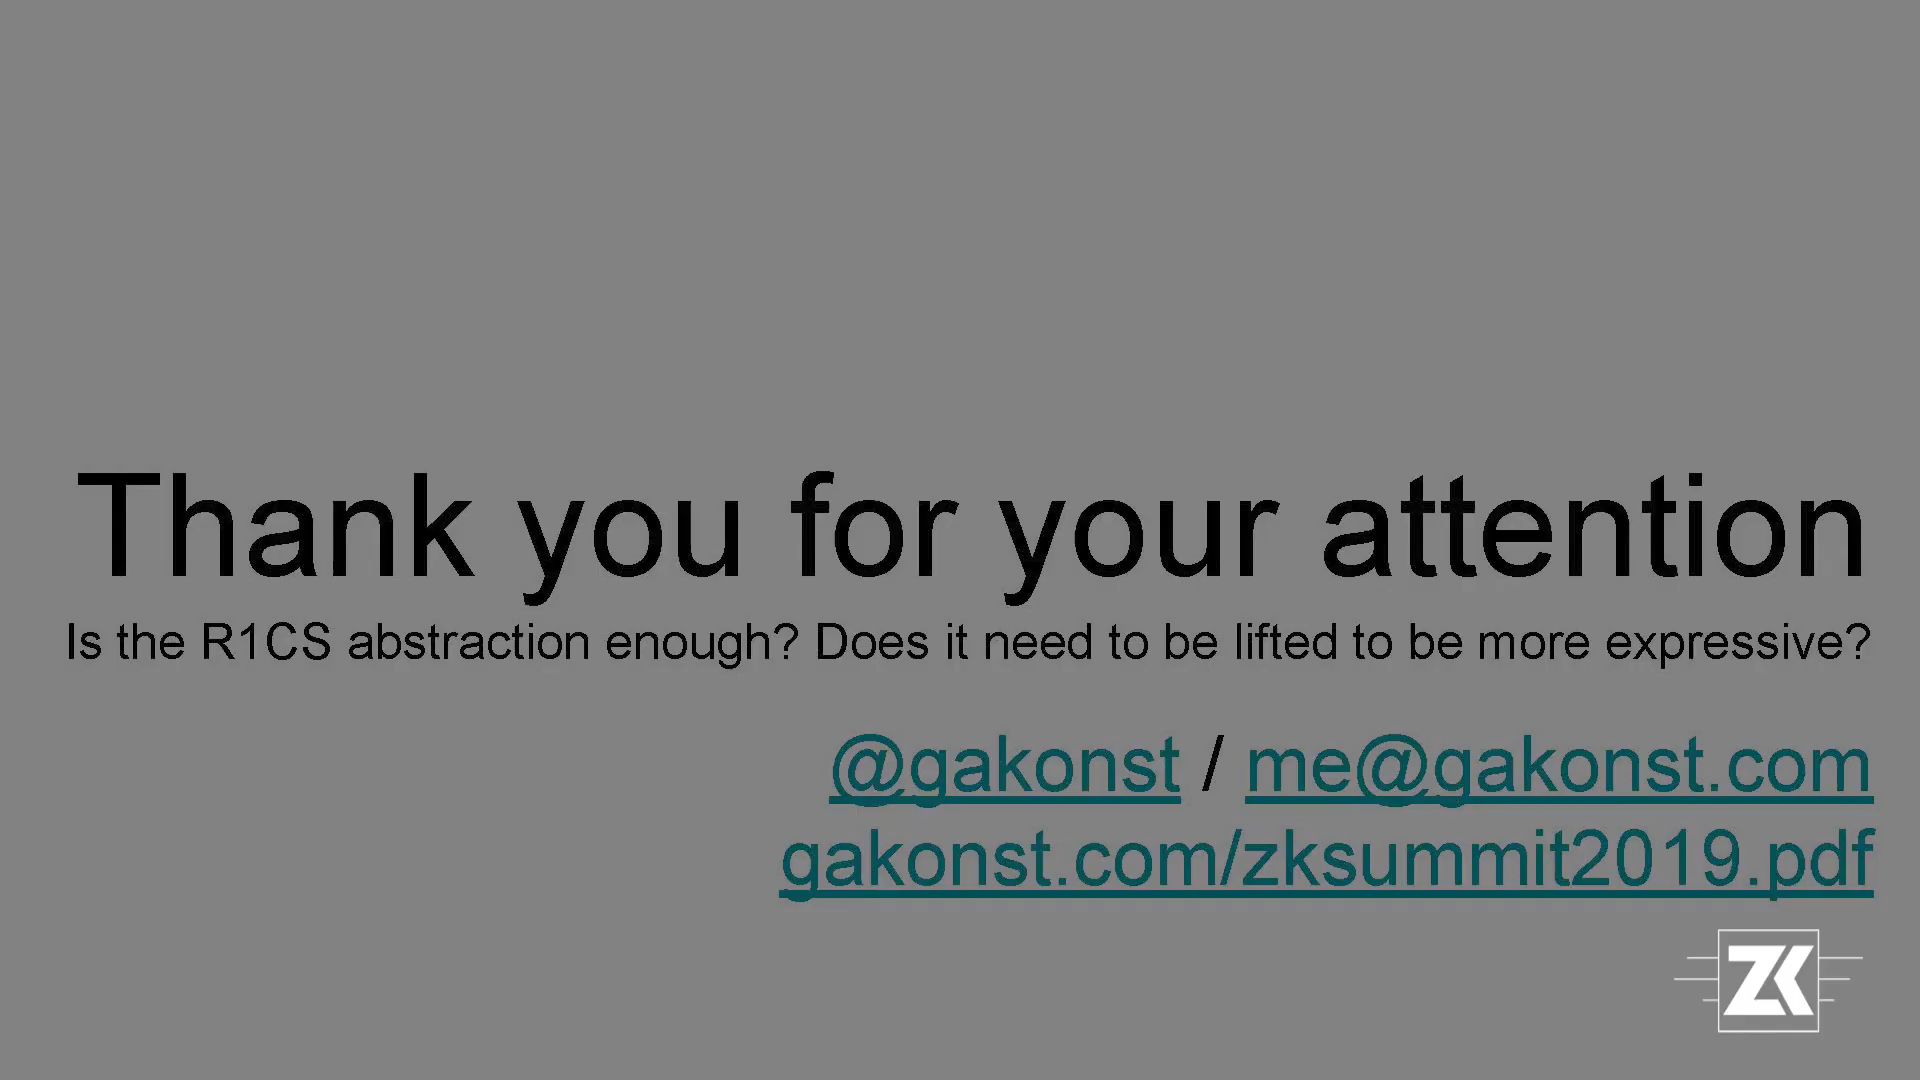 Thank you for your attention
Is the R1CS abstraction enough? Does it need to be lifted to be more expressive?
@gakonst / me@gakonst.com
gakonst.com/zksummit2019.pdf
ZK